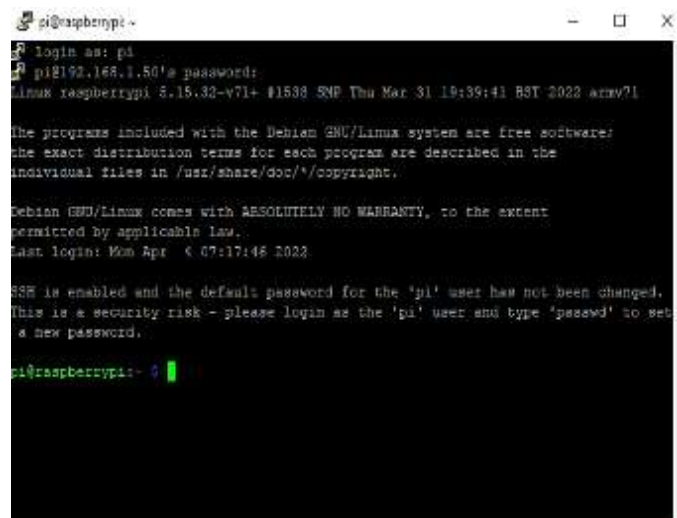 pi@raspberrypi: ~
login as: pi
pi@192.168.1.50's password:
Linux raspberrypi 5.15.32-v7l+ #1538 SMP Thu Mar 31 19:39:41 BST 2022 armv7l
The programs included with the Debian GNU/Linux system are free software;
the exact distribution terms for each program are described in the
individual files in /usr/share/doc/*/copyright.
Debian GNU/Linux comes with ABSOLUTELY NO WARRANTY, to the extent
permitted by applicable law.
Last login: Mon Apr  4 07:17:46 2022
SSH is enabled and the default password for the 'pi' user has not been changed.
This is a security risk - please login as the 'pi' user and type 'passwd' to set
a new password.
pi@raspberrypi:~ $